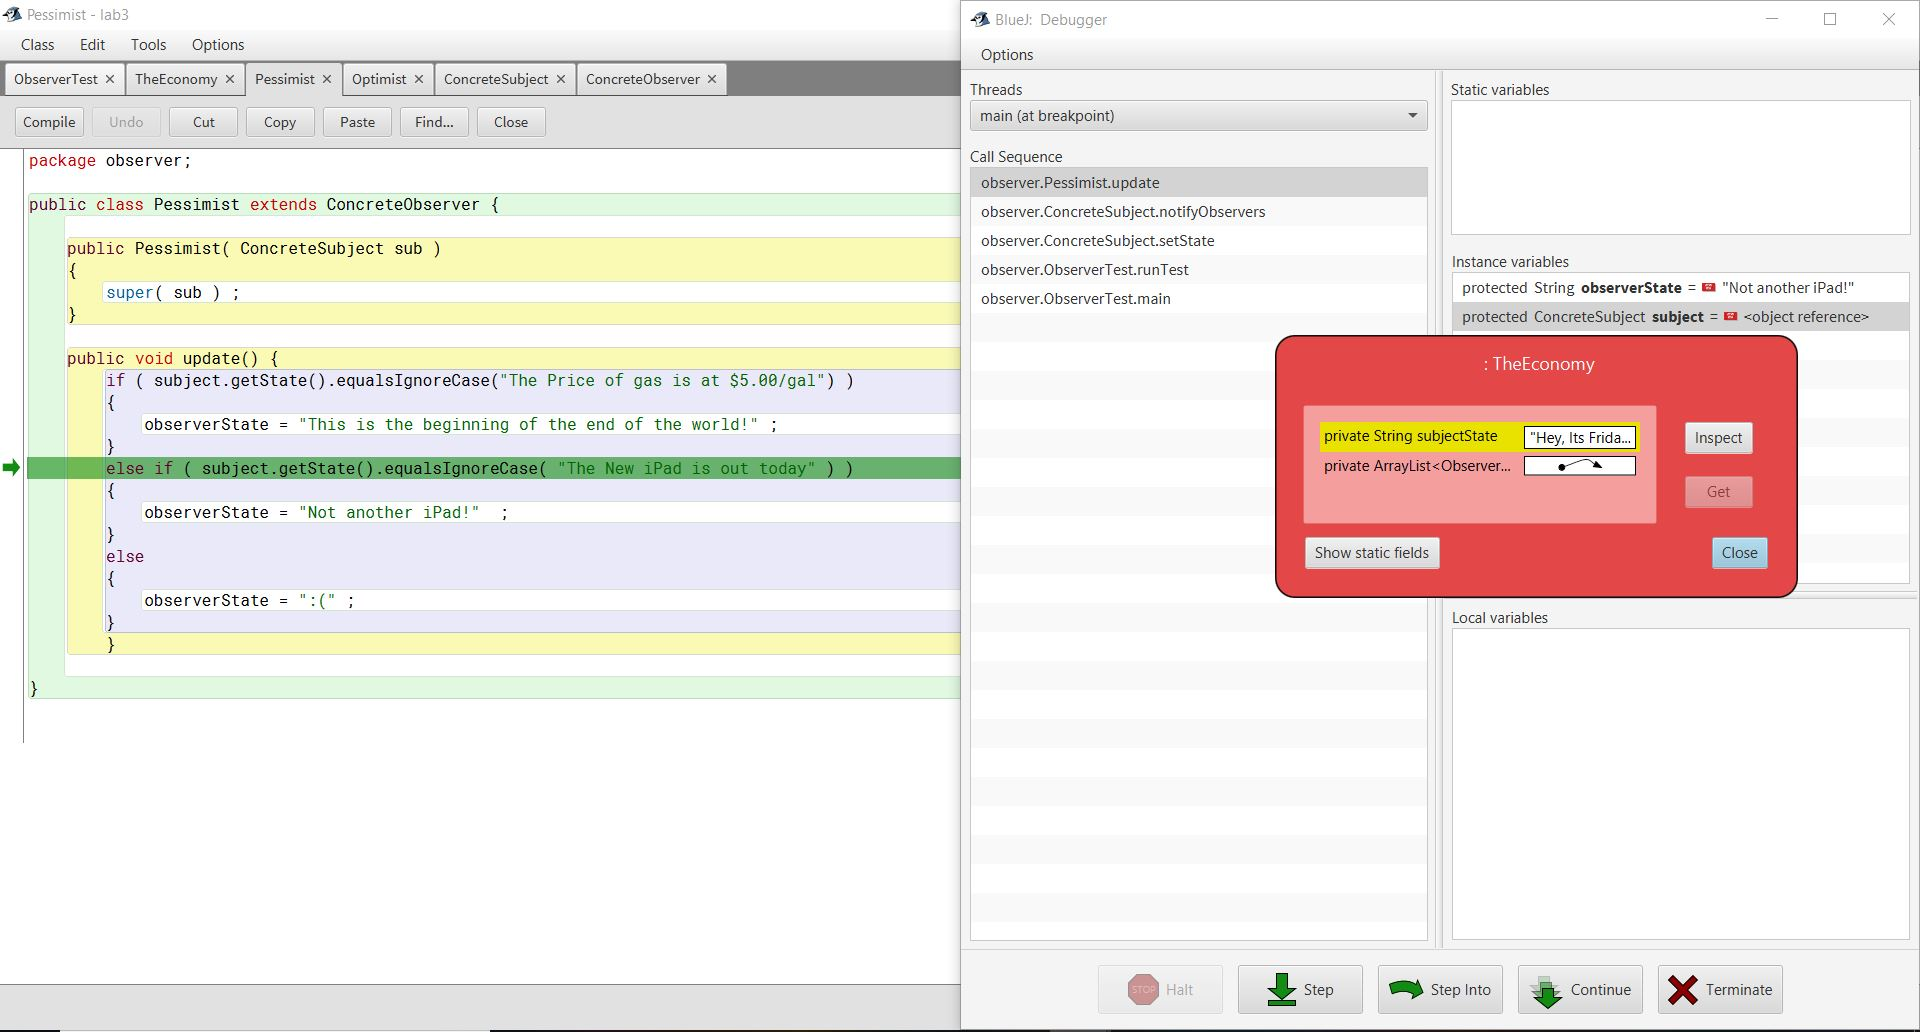 Pessimist - lab3
Class Edit Tools Options
ObserverTest × TheEconomy × Pessimist × Optimist × ConcreteSubject × ConcreteObserver ×
Compile Undo Cut Copy Paste Find... Close
package observer;
public class Pessimist extends ConcreteObserver {
public Pessimist( ConcreteSubject sub )
{
super( sub ) ;
}
public void update() {
if ( subject.getState().equalsIgnoreCase("The Price of gas is at $5.00/gal") )
{
observerState = "This is the beginning of the end of the world!" ;
}
else if ( subject.getState().equalsIgnoreCase( "The New iPad is out today" ) )
{
observerState = "Not another iPad!"  ;
}
else
{
observerState = ":(" ;
}
}
}
BlueJ: Debugger
Options
Threads
main (at breakpoint)
Call Sequence
observer.Pessimist.update
observer.ConcreteSubject.notifyObservers
observer.ConcreteSubject.setState
observer.ObserverTest.runTest
observer.ObserverTest.main
Static variables
Instance variables
protected String observerState = "Not another iPad!"
protected ConcreteSubject subject = <object reference>
: TheEconomy
private String subjectState "Hey, Its Frida...
private ArrayList<Observer...
Inspect
Get
Show static fields
Close
Local variables
STOP Halt
Step
Step Into
Continue
Terminate